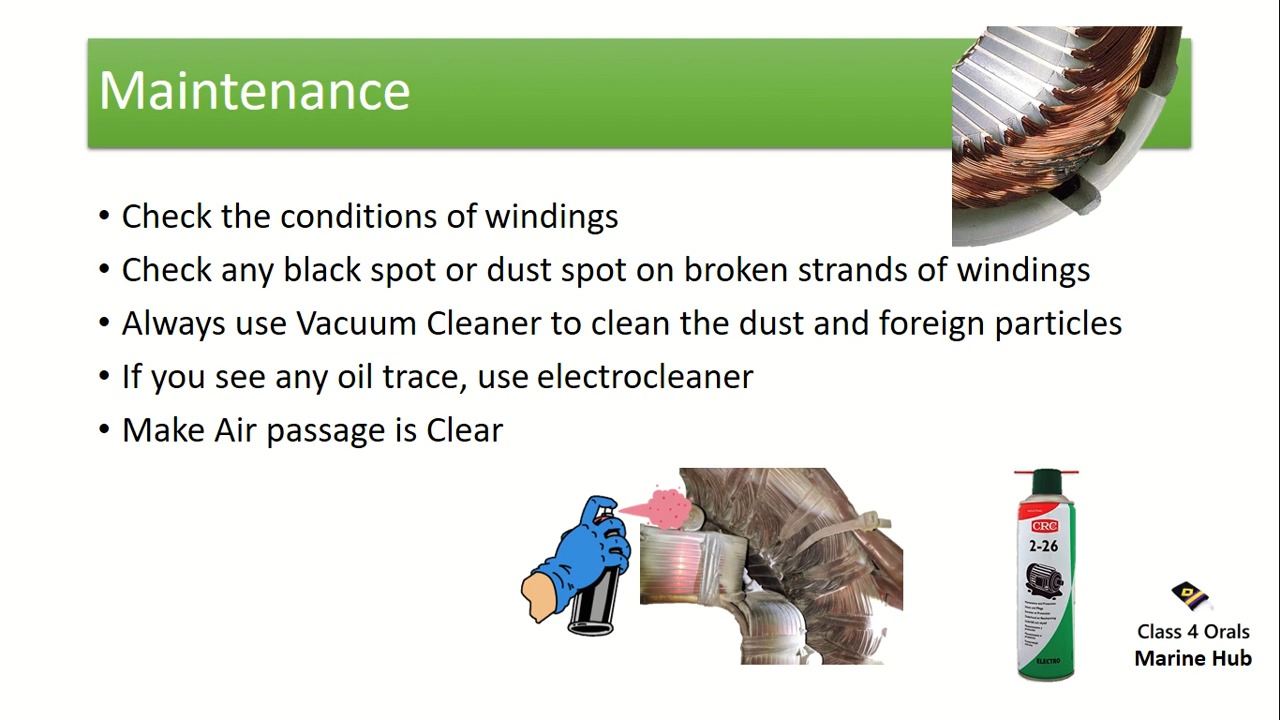 Maintenance
• Check the conditions of windings
• Check any black spot or dust spot on broken strands of windings
• Always use Vacuum Cleaner to clean the dust and foreign particles
• If you see any oil trace, use electrocleaner
• Make Air passage is Clear
CRC
2-26
ELECTRO
Class 4 Orals
Marine Hub